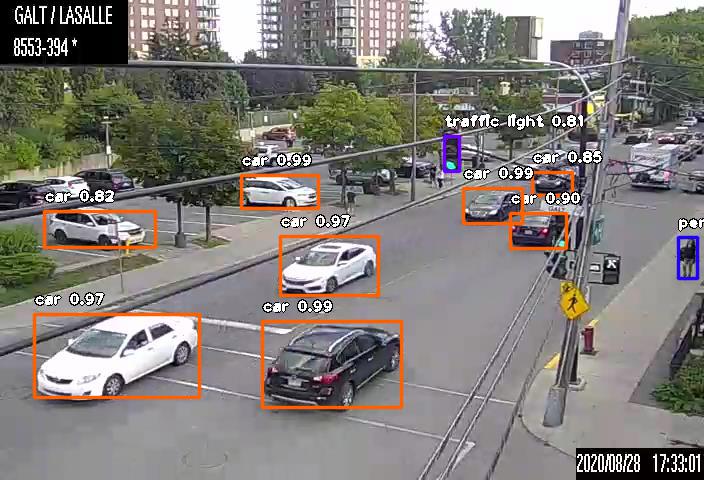 GALT / LASALLE
8553-394 *
traffic light 0.81
car 0.99
car 0.85
car 0.99
car 0.82
car 0.90
car 0.97
per
car 0.97
car 0.99
K
2020/08/28 17:33:01